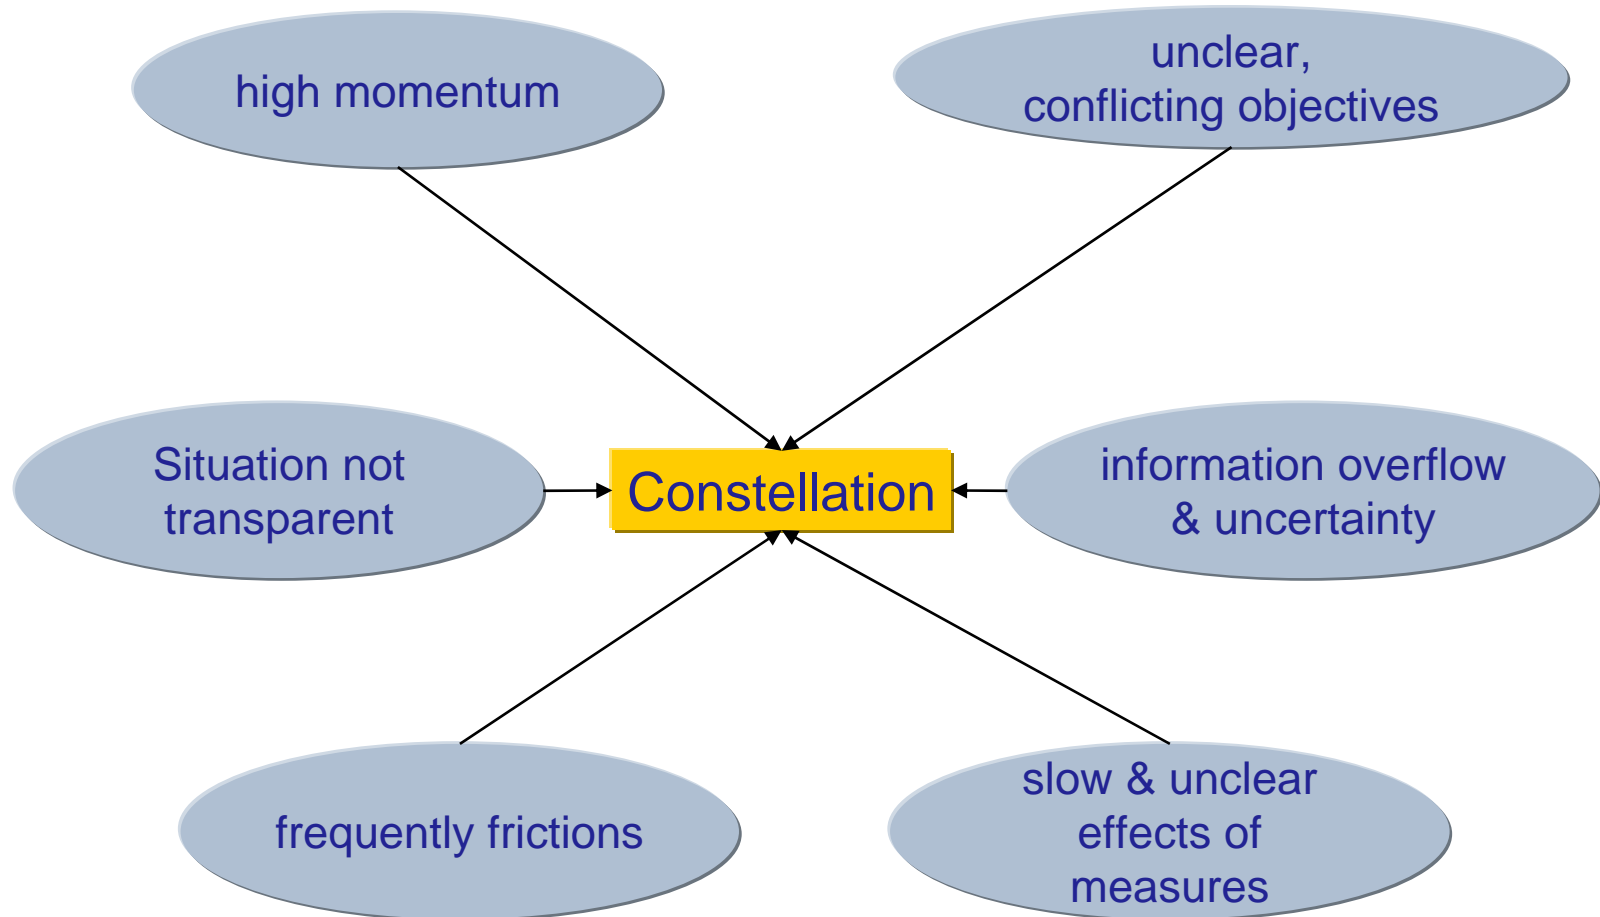 high momentum
unclear,
conflicting objectives
Situation not
transparent
Constellation
information overflow
& uncertainty
frequently frictions
slow & unclear
effects of
measures